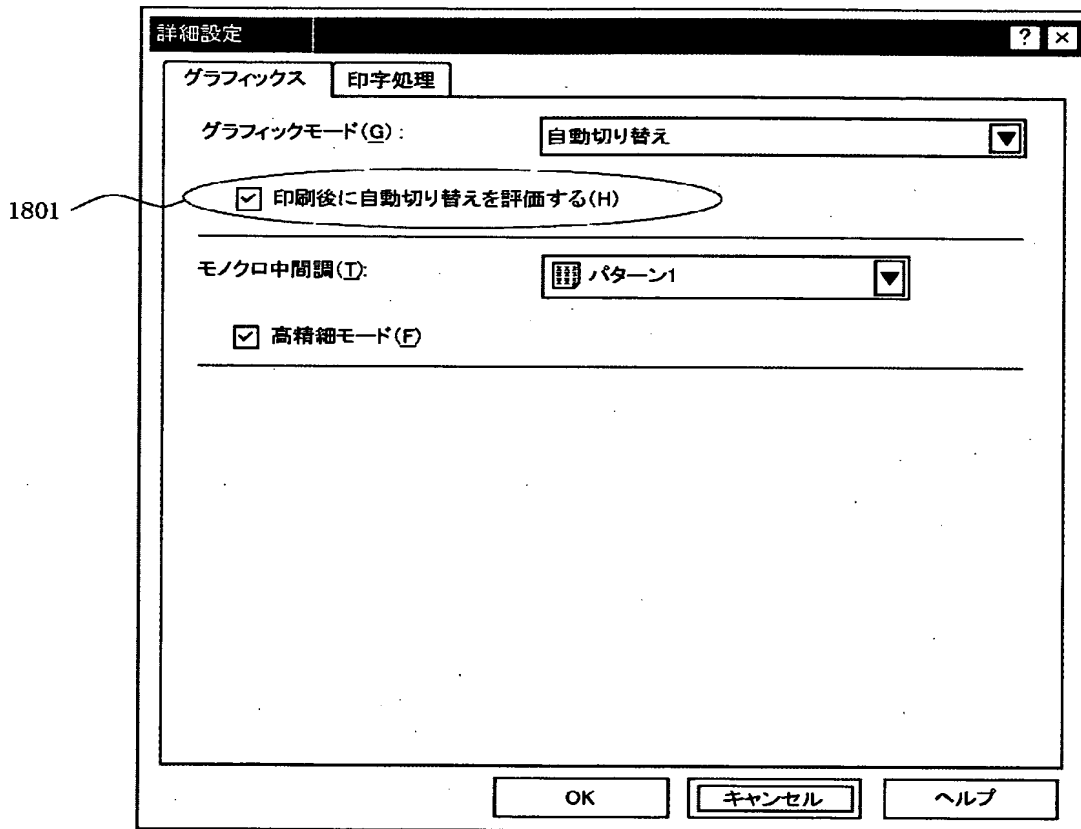 詳細設定 ? ×
グラフィックス 印字処理
グラフィックモード(G): 自動切り替え
1801 印刷後に自動切り替えを評価する(H)
モノクロ中間調(T): パターン1
高精細モード(F)
OK キャンセル ヘルプ